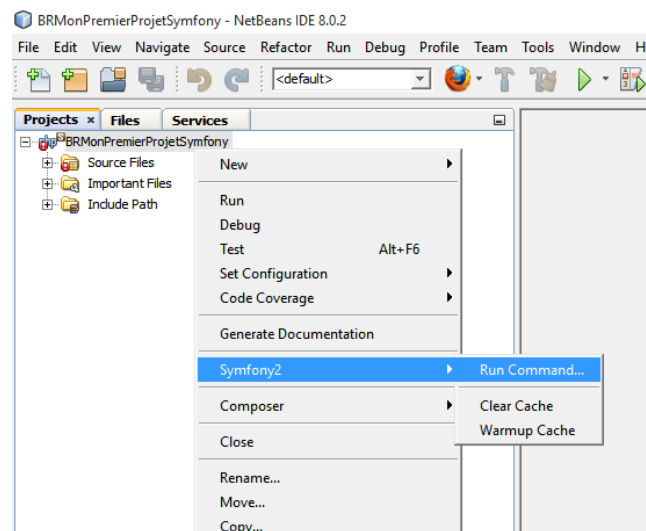 BRMonPremierProjetSymfony - NetBeans IDE 8.0.2
File Edit View Navigate Source Refactor Run Debug Profile Team Tools Window H
<default>
Projects × Files Services
BRMonPremierProjetSymfony
Source Files
Important Files
Include Path
New
Run
Debug
Test Alt+F6
Set Configuration
Code Coverage
Generate Documentation
Symfony2
Run Command...
Composer
Clear Cache
Warmup Cache
Close
Rename...
Move...
Copy...